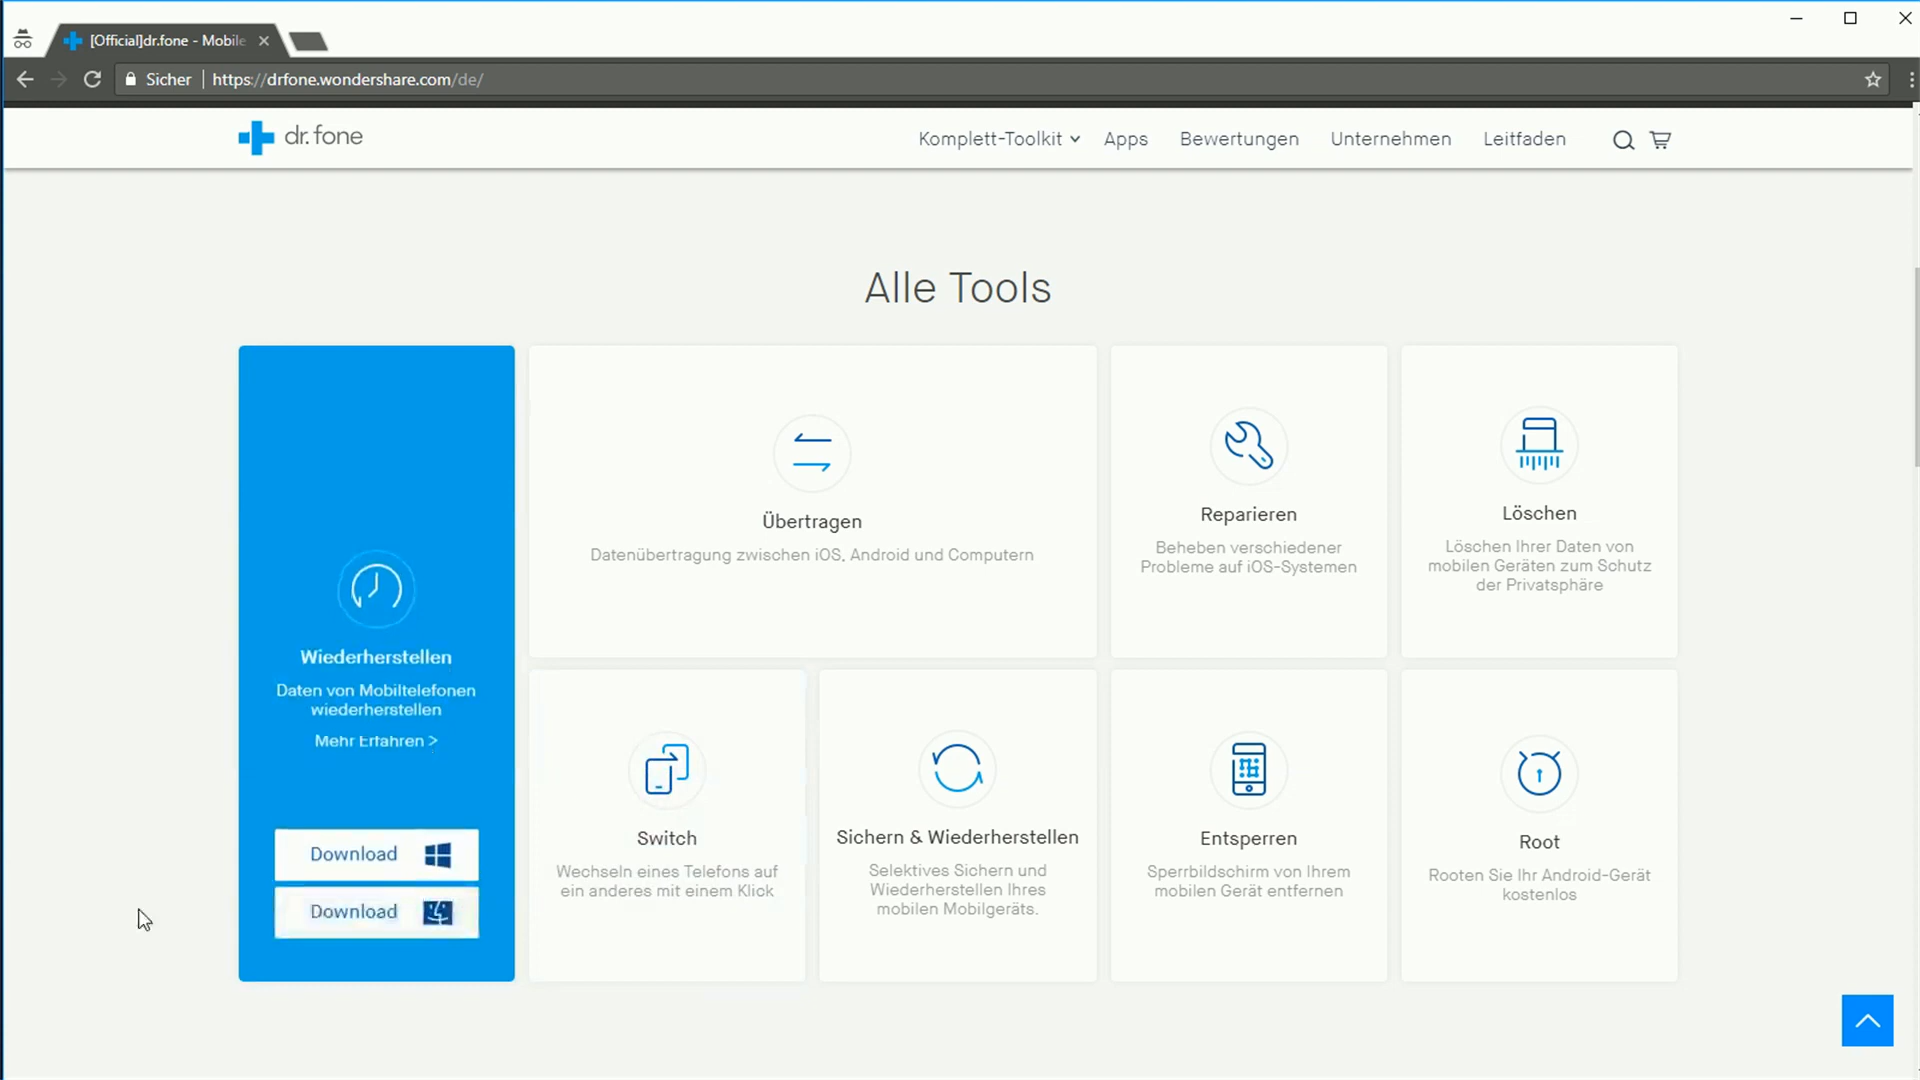 [Official]dr.fone - Mobile
Sicher | https://drfone.wondershare.com/de/
dr.fone
Komplett-Toolkit Apps Bewertungen Unternehmen Leitfaden
Alle Tools
Wiederherstellen
Daten von Mobiltelefonen
wiederherstellen
Mehr Erfahren >
Download
Download
Übertragen
Datenübertragung zwischen iOS, Android und Computern
Reparieren
Beheben verschiedener
Probleme auf iOS-Systemen
Löschen
Löschen Ihrer Daten von
mobilen Geräten zum Schutz
der Privatsphäre
Switch
Wechseln eines Telefons auf
ein anderes mit einem Klick
Sichern & Wiederherstellen
Selektives Sichern und
Wiederherstellen Ihres
mobilen Mobilgeräts.
Entsperren
Sperrbildschirm von Ihrem
mobilen Gerät entfernen
Root
Rooten Sie Ihr Android-Gerät
kostenlos